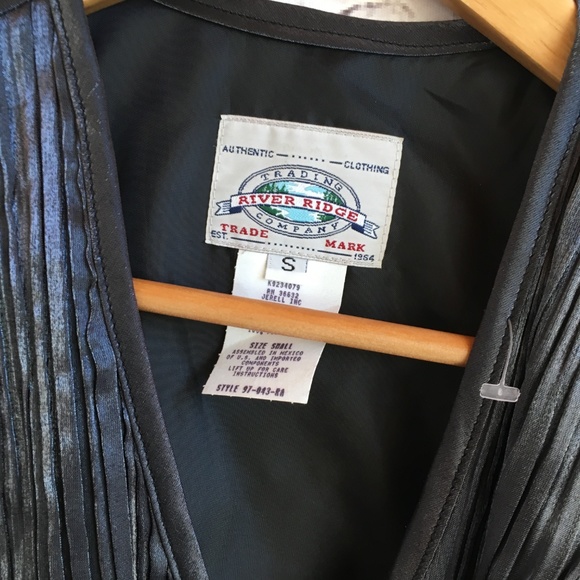 AUTHENTIC CLOTHING
TRADING
RIVER RIDGE
COMPANY
TRADE MARK
EST. 1964
S
K9234079
RN 36632
JERELL INC
SIZE SMALL
ASSEMBLED IN MEXICO
OF U.S. AND IMPORTED
COMPONENTS
LIFT UP FOR CARE
INSTRUCTIONS
STYLE 97-043-RA